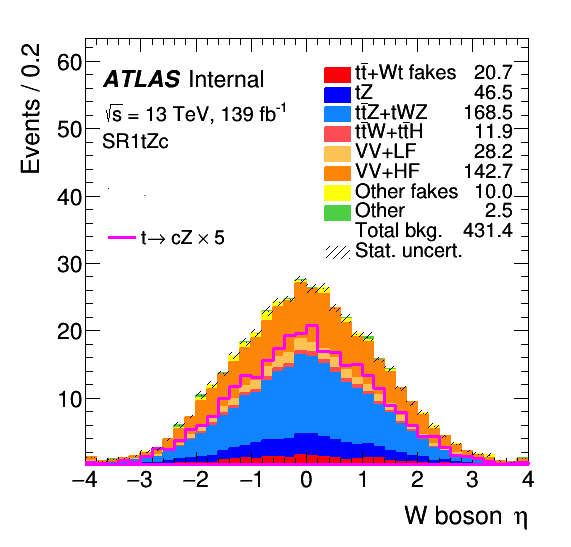 Events / 0.2
60
50
40
30
20
10
ATLAS Internal
√s = 13 TeV, 139 fb⁻¹
SR1tZc
t→ cZ × 5
tt̄+Wt fakes 20.7
tZ 46.5
tt̄Z+tWZ 168.5
tt̄W+tt̄H 11.9
VV+LF 28.2
VV+HF 142.7
Other fakes 10.0
Other 2.5
Total bkg. 431.4
Stat. uncert.
−4 −3 −2 −1 0 1 2 3 4
W boson η